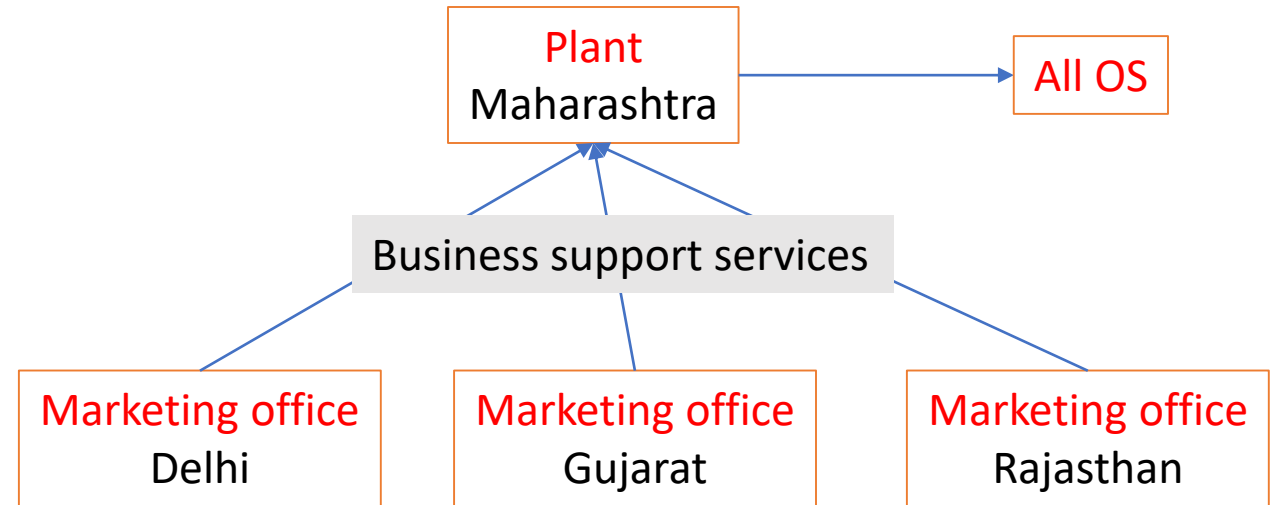 Plant
Maharashtra
All OS
Business support services
Marketing office
Delhi
Marketing office
Gujarat
Marketing office
Rajasthan